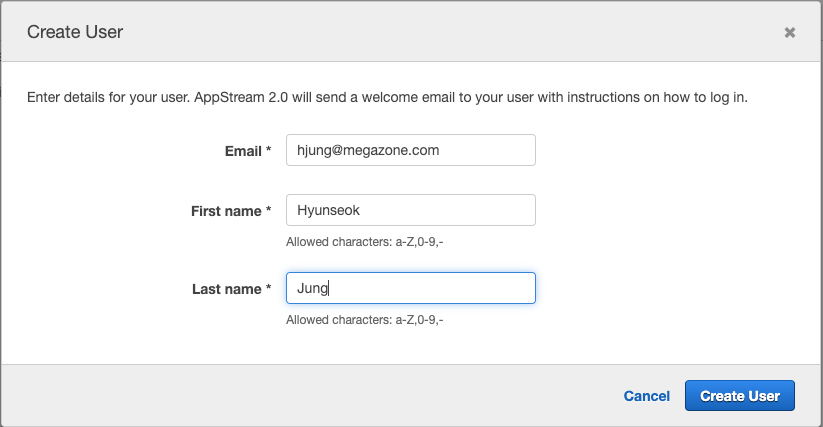 Create User
Enter details for your user. AppStream 2.0 will send a welcome email to your user with instructions on how to log in.
Email * hjung@megazone.com
First name * Hyunseok
Allowed characters: a-Z,0-9,-
Last name * Jung
Allowed characters: a-Z,0-9,-
Cancel Create User